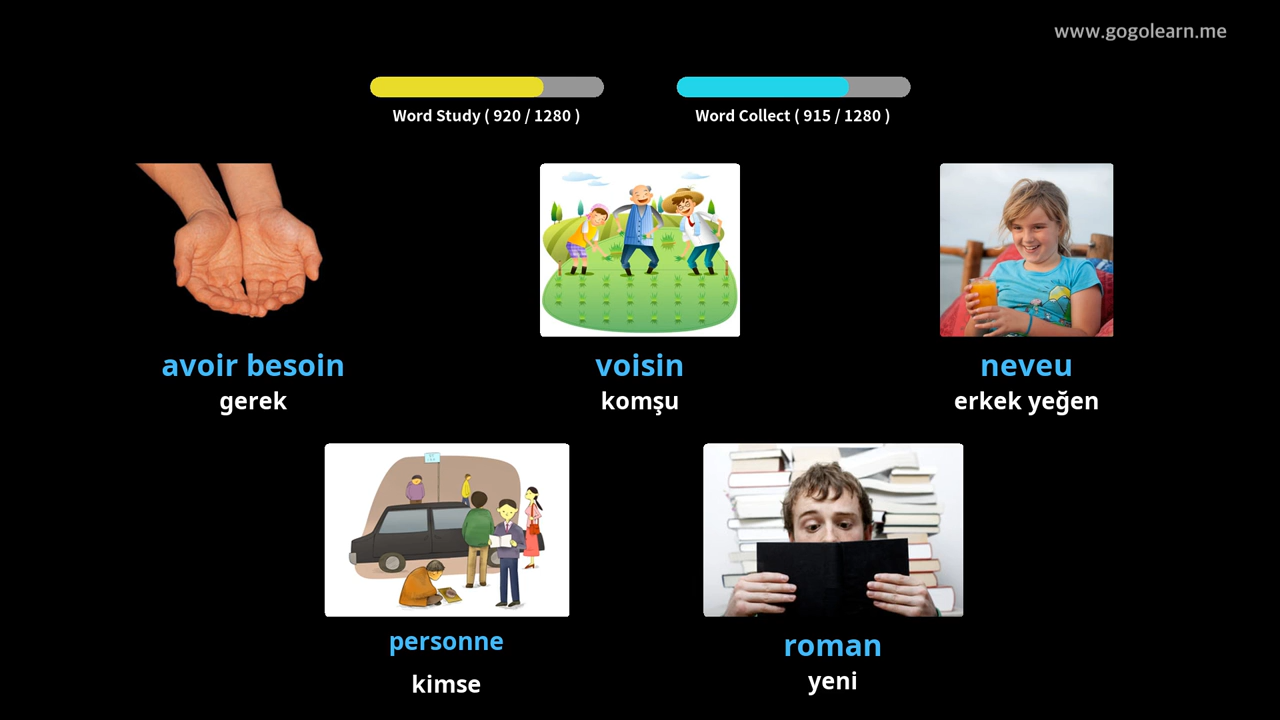 www.gogolearn.me
Word Study ( 920 / 1280 )
Word Collect ( 915 / 1280 )
avoir besoin
gerek
voisin
komşu
neveu
erkek yeğen
personne
kimse
roman
yeni